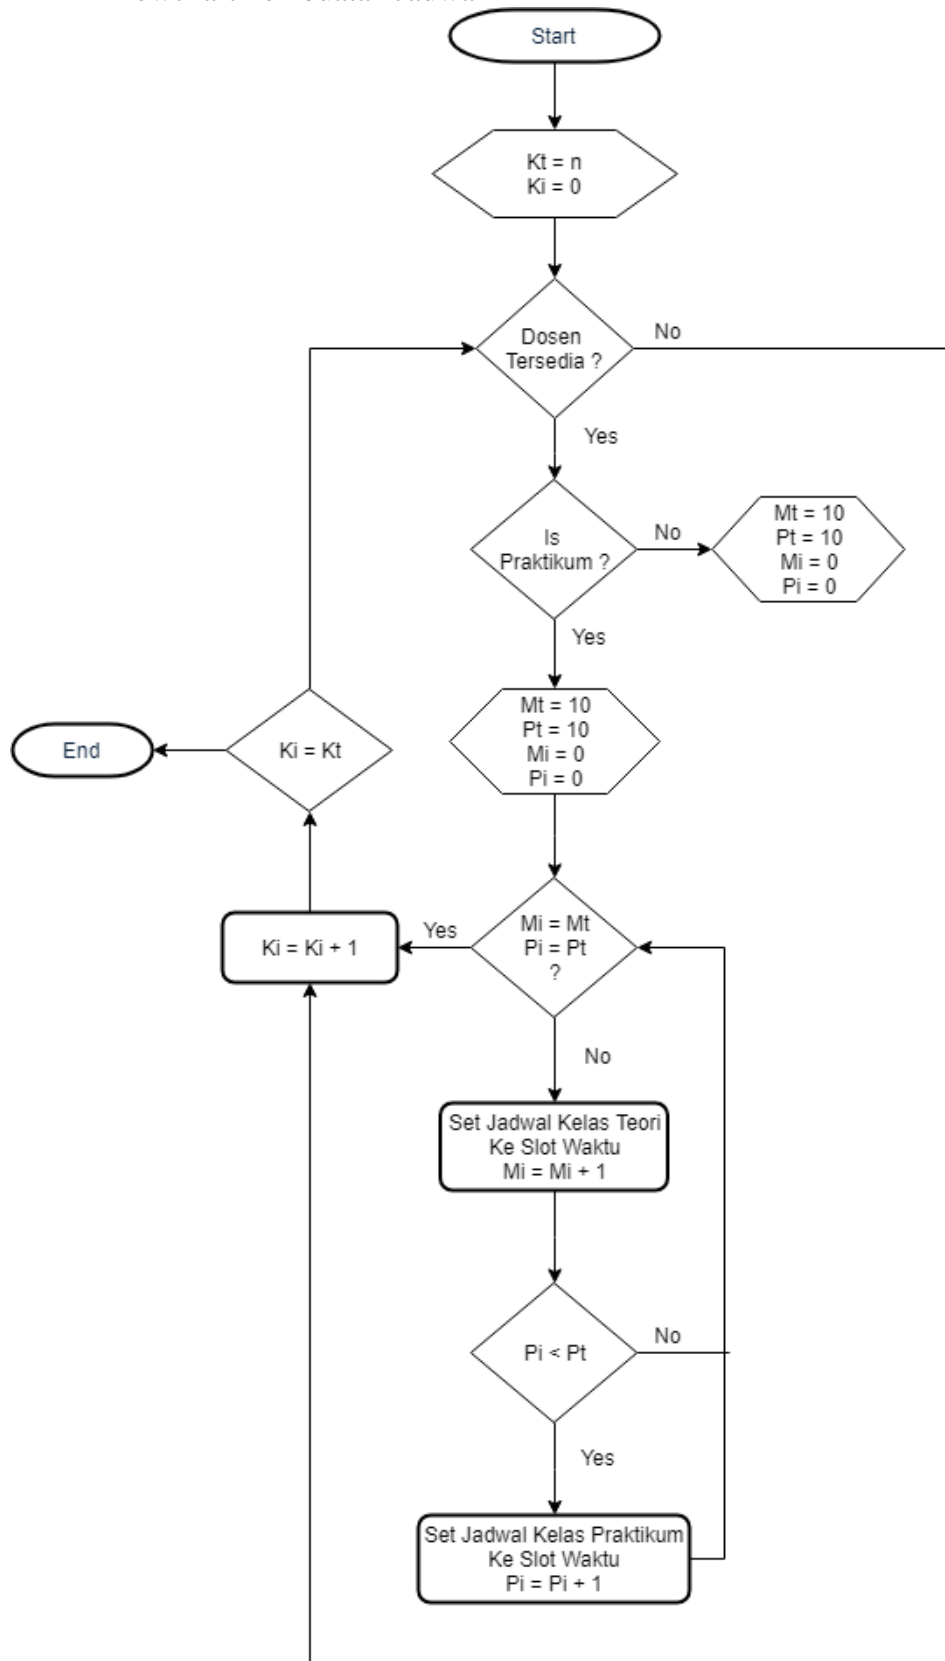 Start
Kt = n
Ki = 0
Dosen
Tersedia ?
No
Yes
Is
Praktikum ?
No
Mt = 10
Pt = 10
Mi = 0
Pi = 0
Yes
Mt = 10
Pt = 10
Mi = 0
Pi = 0
End
Ki = Kt
Ki = Ki + 1
Yes
Mi = Mt
Pi = Pt
?
No
Set Jadwal Kelas Teori
Ke Slot Waktu
Mi = Mi + 1
Pi < Pt
No
Yes
Set Jadwal Kelas Praktikum
Ke Slot Waktu
Pi = Pi + 1